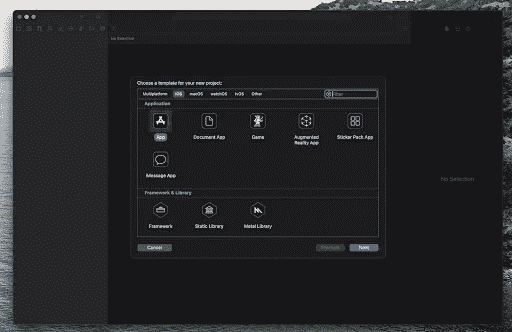 No Selection
Choose a template for your new project:
Multiplatform iOS macOS watchOS tvOS Other Filter
Application
App Document App Game Augmented Reality App Sticker Pack App
iMessage App
Framework & Library
Framework Static Library Metal Library
No Selection
Cancel Previous Next